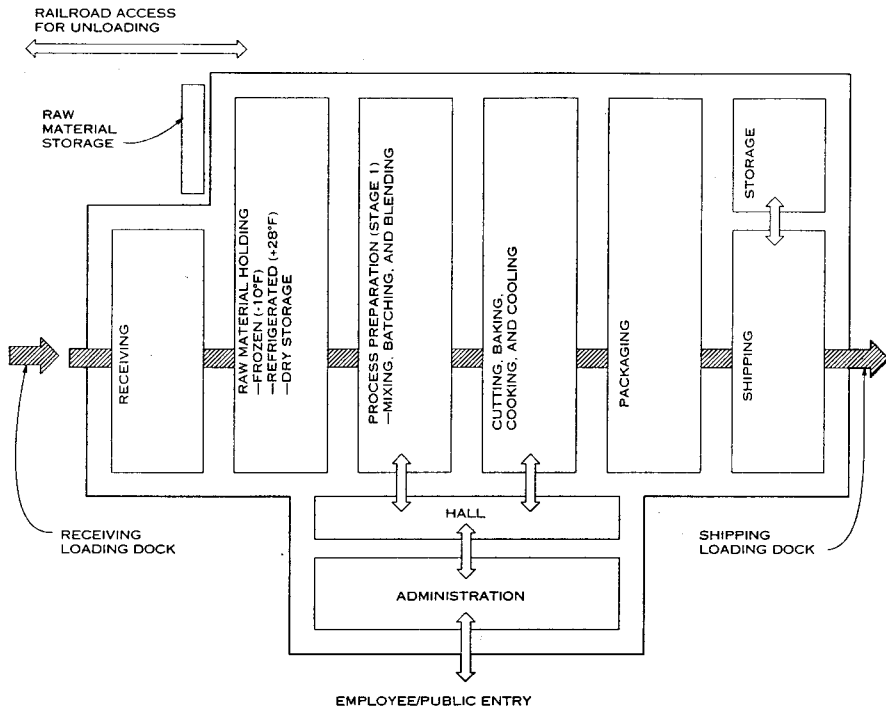 RAILROAD ACCESS
FOR UNLOADING
RAW
MATERIAL
STORAGE
RECEIVING
RAW MATERIAL HOLDING
—FROZEN (-10°F)
—REFRIGERATED (+28°F)
—DRY STORAGE
PROCESS PREPARATION (STAGE 1)
—MIXING, BATCHING, AND BLENDING
CUTTING, BAKING,
COOKING, AND COOLING
PACKAGING
STORAGE
SHIPPING
RECEIVING
LOADING DOCK
HALL
SHIPPING
LOADING DOCK
ADMINISTRATION
EMPLOYEE/PUBLIC ENTRY